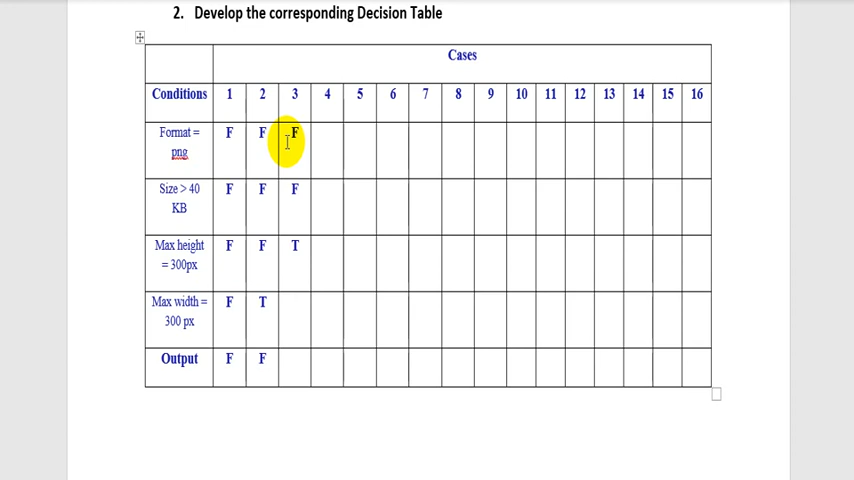 2. Develop the corresponding Decision Table
Cases
Conditions 1 2 3 4 5 6 7 8 9 10 11 12 13 14 15 16
Format = png F F F
Size > 40 KB F F F
Max height = 300px F F T
Max width = 300 px F T
Output F F